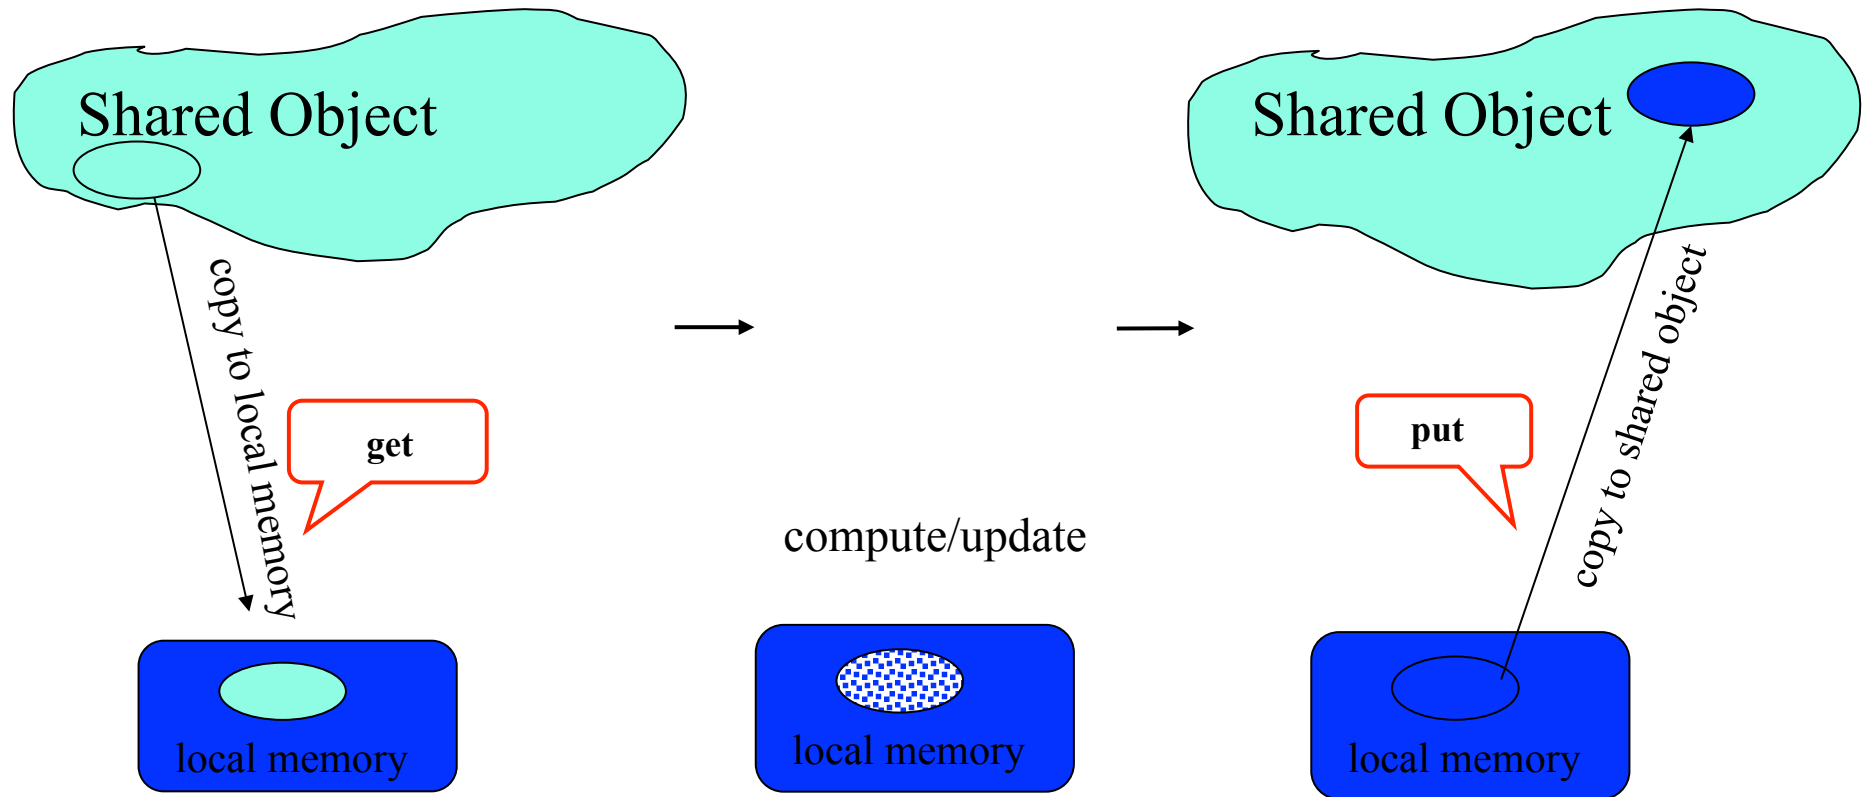 Shared Object
copy to local memory
get
local memory
compute/update
local memory
Shared Object
put
copy to shared object
local memory